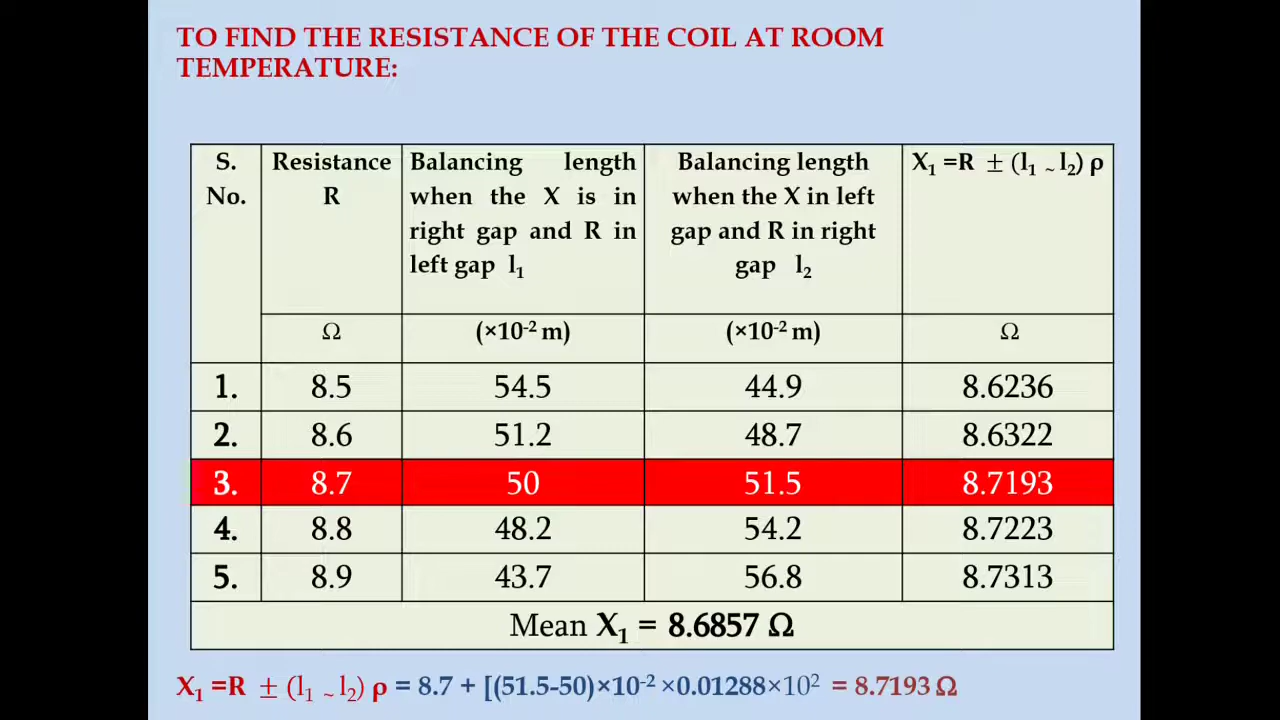 TO FIND THE RESISTANCE OF THE COIL AT ROOM
TEMPERATURE:
S. No.
Resistance R
Balancing length
when the X is in
right gap and R in
left gap l₁
Balancing length
when the X in left
gap and R in right
gap l₂
X₁ =R ± (l₁ ~ l₂) ρ
Ω (×10⁻² m) (×10⁻² m) Ω
1. 8.5 54.5 44.9 8.6236
2. 8.6 51.2 48.7 8.6322
3. 8.7 50 51.5 8.7193
4. 8.8 48.2 54.2 8.7223
5. 8.9 43.7 56.8 8.7313
Mean X₁ = 8.6857 Ω
X₁ =R ± (l₁ ~ l₂) ρ = 8.7 + [(51.5-50)×10⁻² ×0.01288×10² = 8.7193 Ω